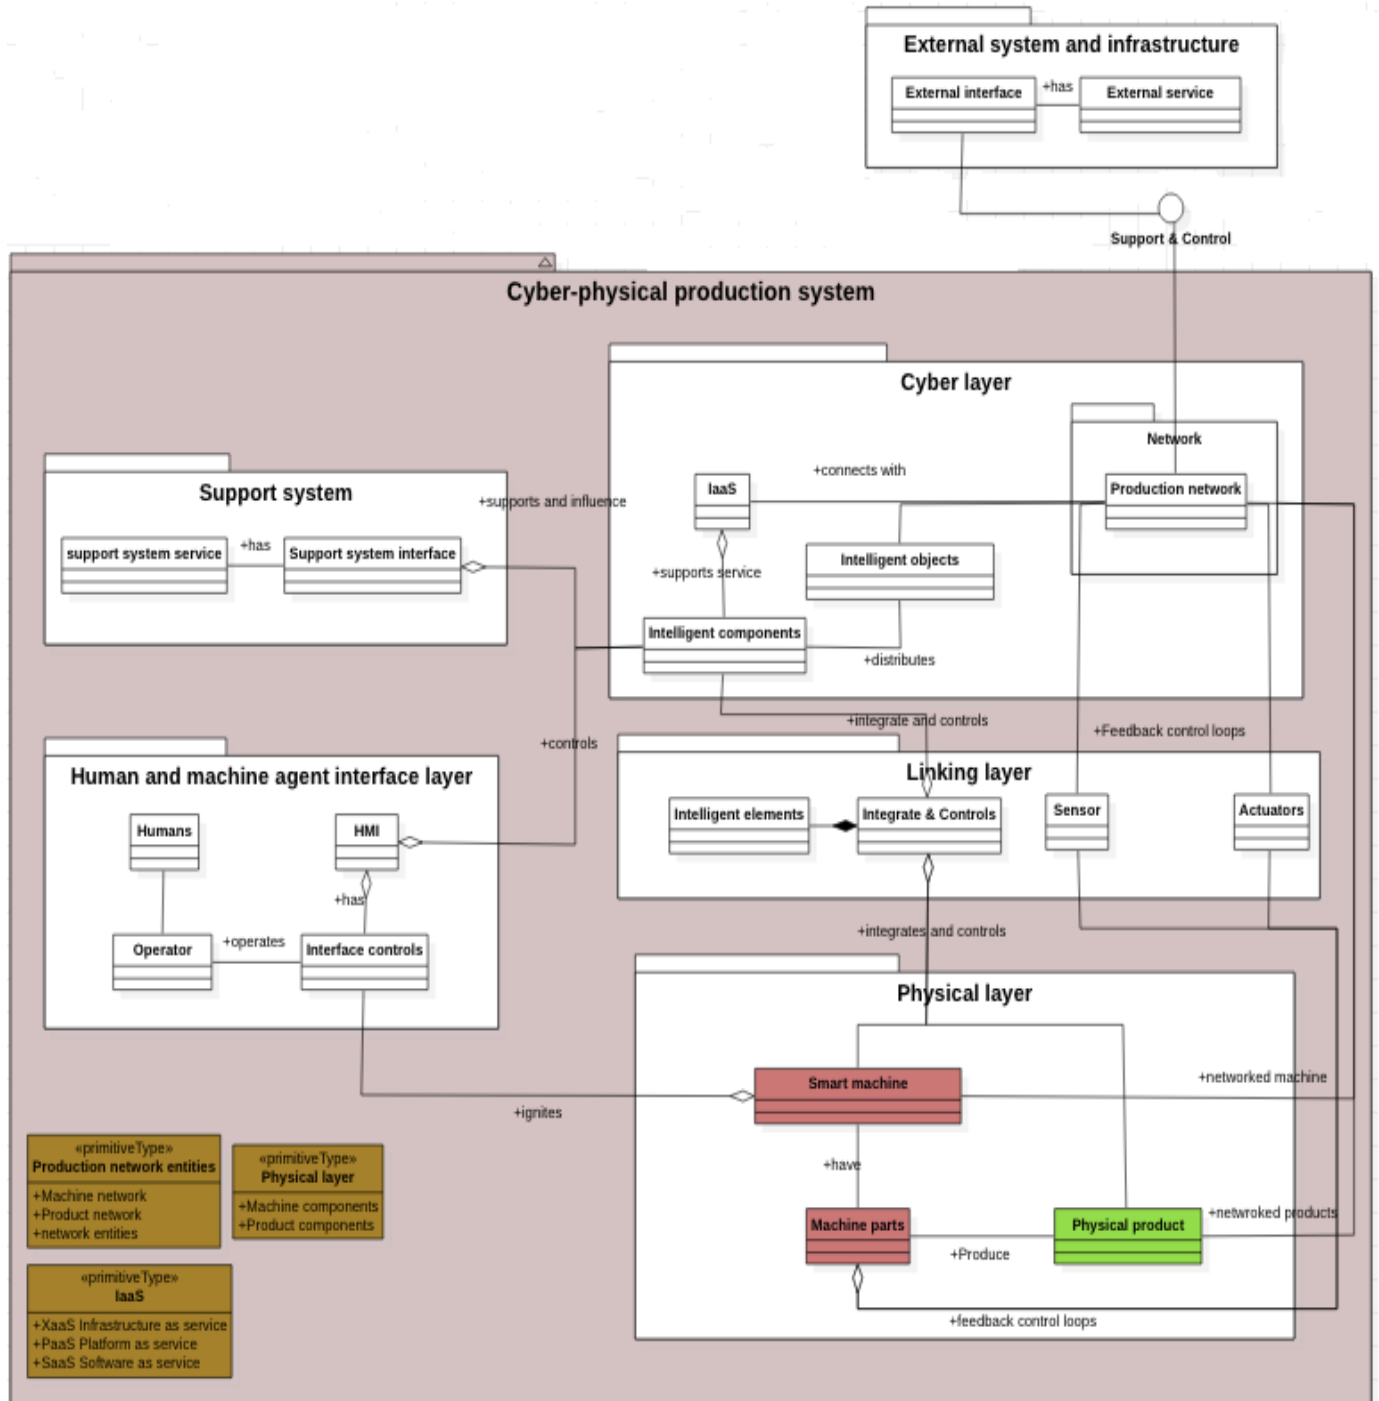 External system and infrastructure
External interface
+has
External service
Support & Control
Cyber-physical production system
Cyber layer
Network
Production network
+connects with
IaaS
Intelligent objects
+supports service
Intelligent components
+distributes
Support system
+supports and influence
support system service
+has
Support system interface
+integrate and controls
+Feedback control loops
+controls
Human and machine agent interface layer
Humans
HMI
+has
Operator
+operates
Interface controls
Linking layer
Intelligent elements
Integrate & Controls
Sensor
Actuators
+integrates and controls
Physical layer
Smart machine
+networked machine
+ignites
+have
Machine parts
+Produce
Physical product
+netwroked products
+feedback control loops
«primitiveType»
Production network entities
+Machine network
+Product network
+network entities
«primitiveType»
Physical layer
+Machine components
+Product components
«primitiveType»
IaaS
+XaaS Infrastructure as service
+PaaS Platform as service
+SaaS Software as service